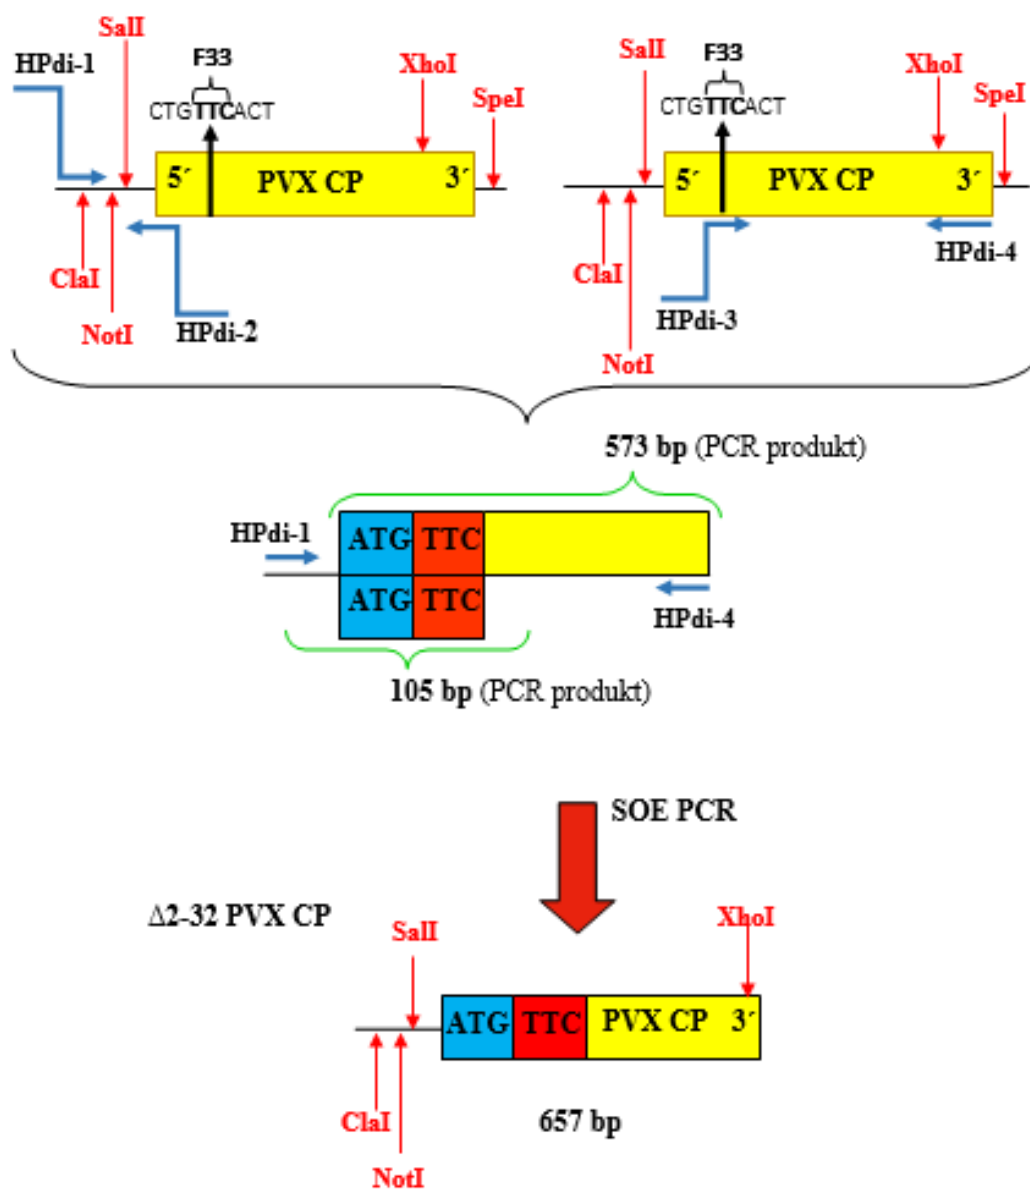 SalI
HPdi-1
F33
XhoI
CTGTTCACT
SpeI
5´ PVX CP 3´
ClaI
HPdi-2
NotI
SalI
F33
XhoI
CTGTTCACT
SpeI
5´ PVX CP 3´
ClaI
HPdi-4
HPdi-3
NotI
573 bp (PCR produkt)
HPdi-1
ATG TTC
ATG TTC
HPdi-4
105 bp (PCR produkt)
SOE PCR
Δ2-32 PVX CP
SalI
XhoI
ATG TTC PVX CP 3´
ClaI
657 bp
NotI